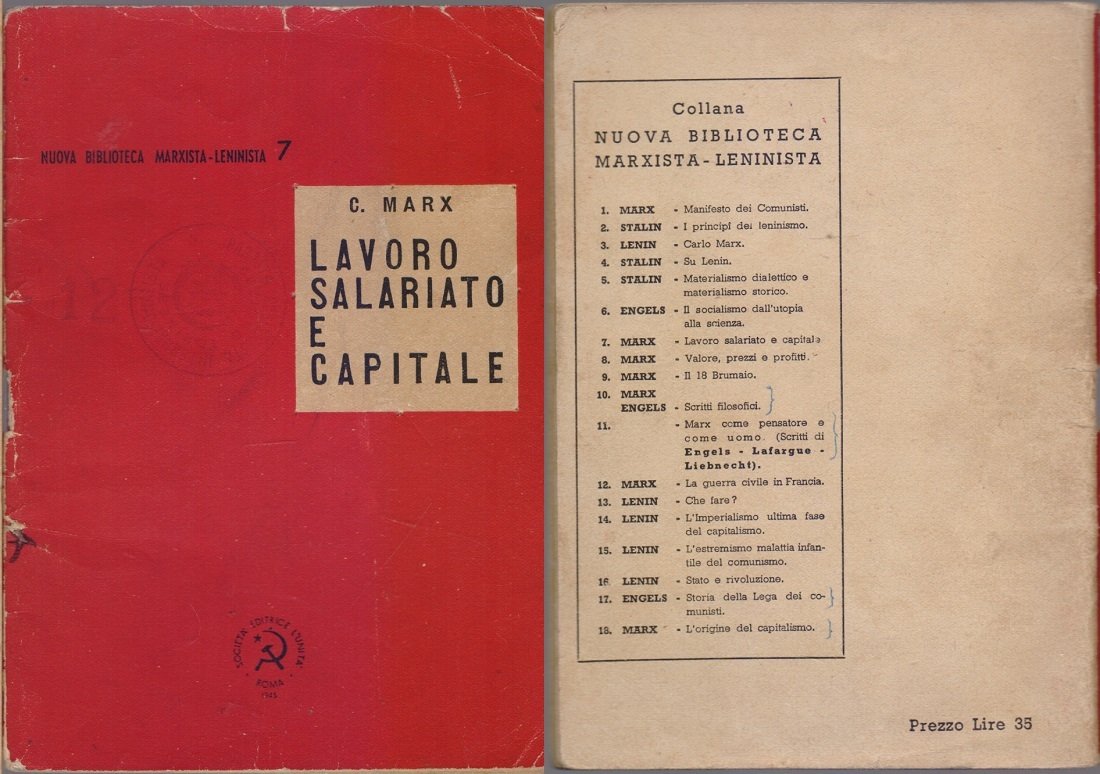 NUOVA BIBLIOTECA MARXISTA-LENINISTA 7
C. MARX
LAVORO
SALARIATO
E
CAPITALE
SOCIETA' EDITRICE L'UNITA'
ROMA
1945
Collana
NUOVA BIBLIOTECA
MARXISTA-LENINISTA
1. MARX - Manifesto dei Comunisti.
2. STALIN - I principî del leninismo.
3. LENIN - Carlo Marx.
4. STALIN - Su Lenin.
5. STALIN - Materialismo dialettico e
materialismo storico.
6. ENGELS - Il socialismo dall'utopia
alla scienza.
7. MARX - Lavoro salariato e capitale
8. MARX - Valore, prezzi e profitti.
9. MARX - Il 18 Brumaio.
10. MARX
ENGELS - Scritti filosofici.
11. - Marx come pensatore e
come uomo. (Scritti di
Engels - Lafargue -
Liebnecht).
12. MARX - La guerra civile in Francia.
13. LENIN - Che fare?
14. LENIN - L'Imperialismo ultima fase
del capitalismo.
15. LENIN - L'estremismo malattia infan-
tile del comunismo.
16. LENIN - Stato e rivoluzione.
17. ENGELS - Storia della Lega dei co-
munisti.
18. MARX - L'origine del capitalismo.
Prezzo Lire 35